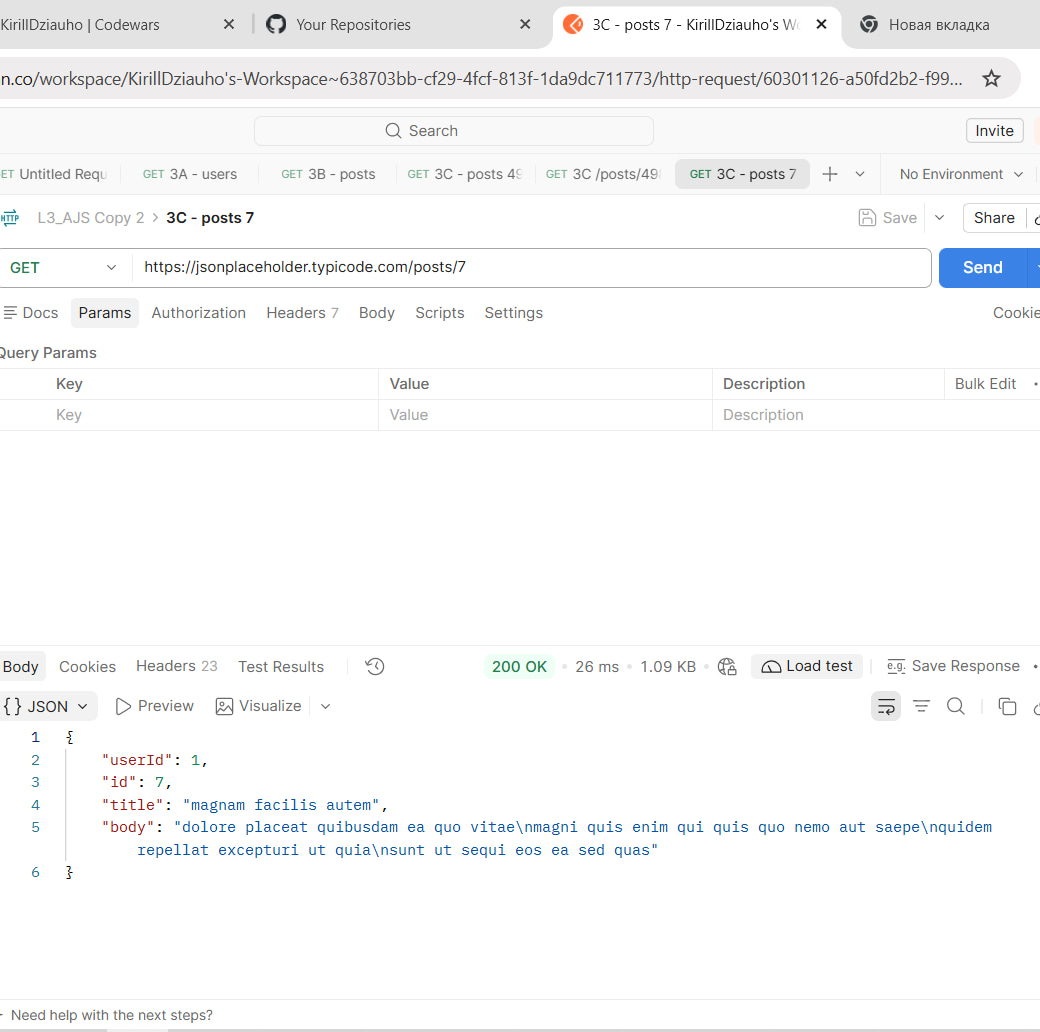 KirillDziauho | Codewars
Your Repositories
3C - posts 7 - KirillDziauho's Wo
Новая вкладка
n.co/workspace/KirillDziauho's-Workspace~638703bb-cf29-4fcf-813f-1da9dc711773/http-request/60301126-a50fd2b2-f99...
Search
Invite
ET Untitled Requ
GET 3A - users
GET 3B - posts
GET 3C - posts 49
GET 3C /posts/49
GET 3C - posts 7
No Environment
HTTP L3_AJS Copy 2 > 3C - posts 7
Save
Share
GET
https://jsonplaceholder.typicode.com/posts/7
Send
Docs Params Authorization Headers 7 Body Scripts Settings
Cookie
Query Params
Key Value Description Bulk Edit
Key Value Description
Body Cookies Headers 23 Test Results
200 OK • 26 ms • 1.09 KB •
Load test
e.g. Save Response
{} JSON Preview Visualize
1 {
2 "userId": 1,
3 "id": 7,
4 "title": "magnam facilis autem",
5 "body": "dolore placeat quibusdam ea quo vitae\nmagni quis enim qui quis quo nemo aut saepe\nquidem
repellat excepturi ut quia\nsunt ut sequi eos ea sed quas"
6 }
Need help with the next steps?